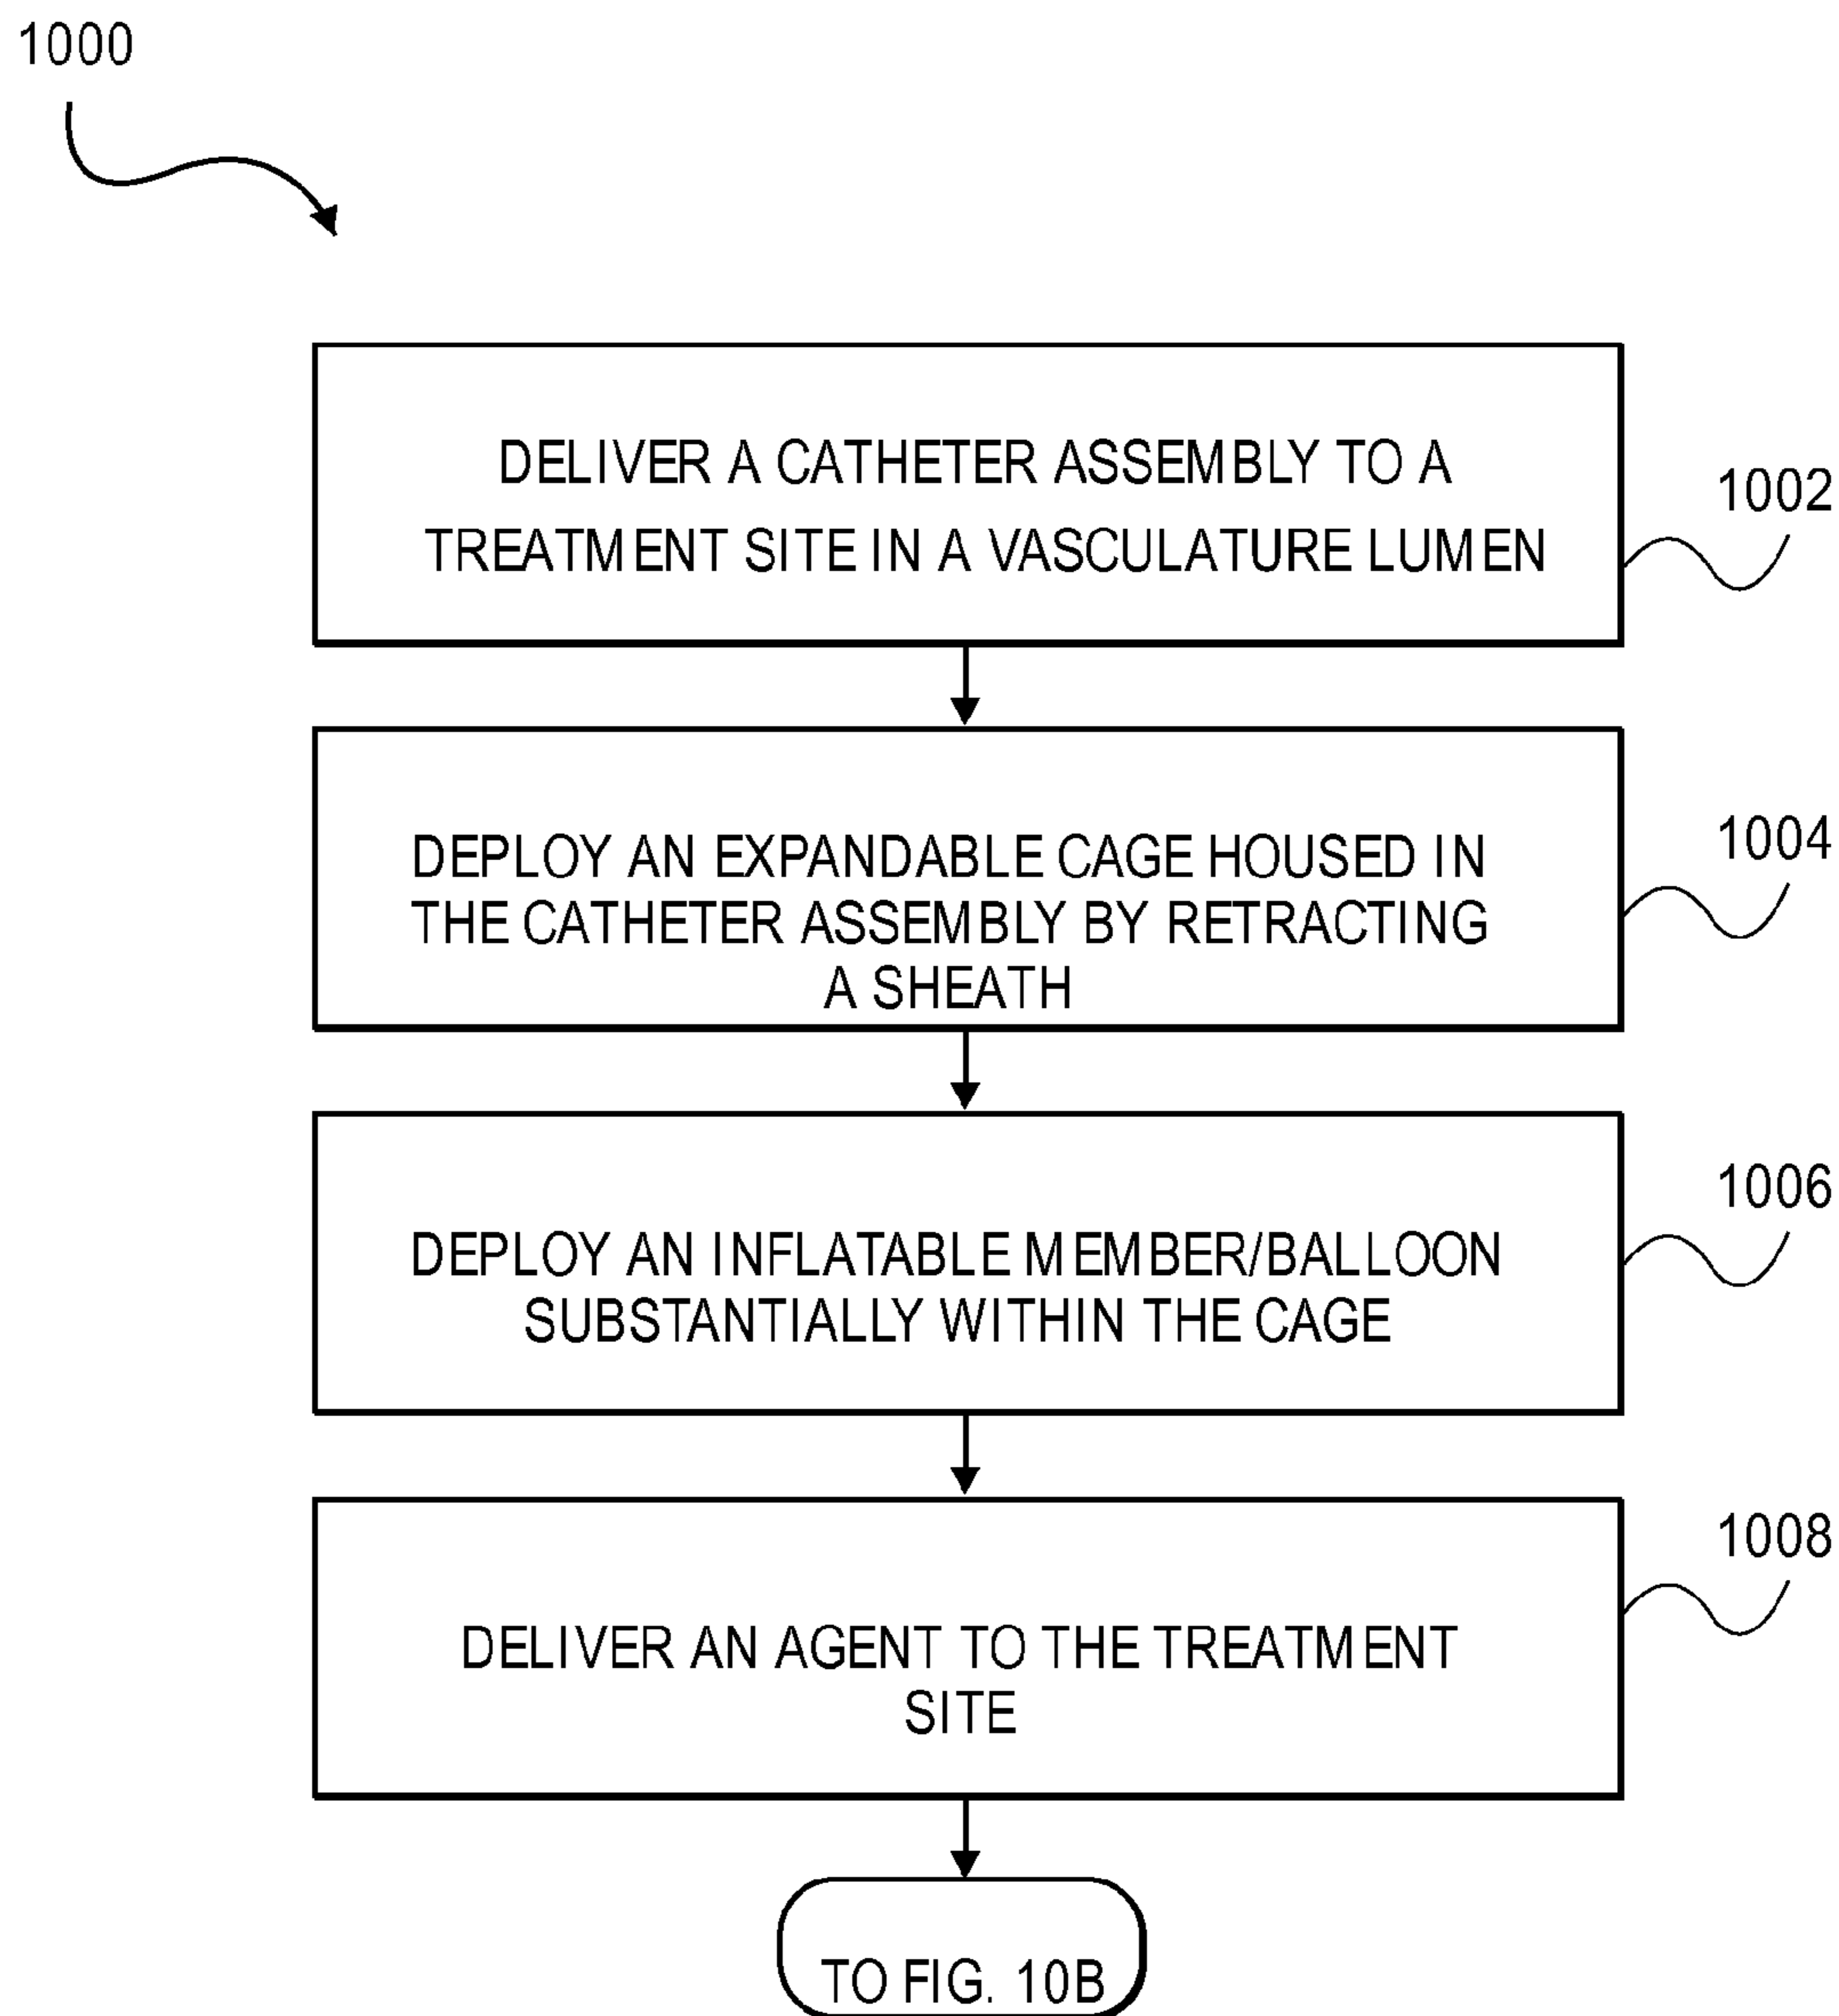 1000
DELIVER A CATHETER ASSEMBLY TO A
TREATMENT SITE IN A VASCULATURE LUMEN
1002
DEPLOY AN EXPANDABLE CAGE HOUSED IN
THE CATHETER ASSEMBLY BY RETRACTING
A SHEATH
1004
DEPLOY AN INFLATABLE MEMBER/BALLOON
SUBSTANTIALLY WITHIN THE CAGE
1006
DELIVER AN AGENT TO THE TREATMENT
SITE
1008
TO FIG. 10B